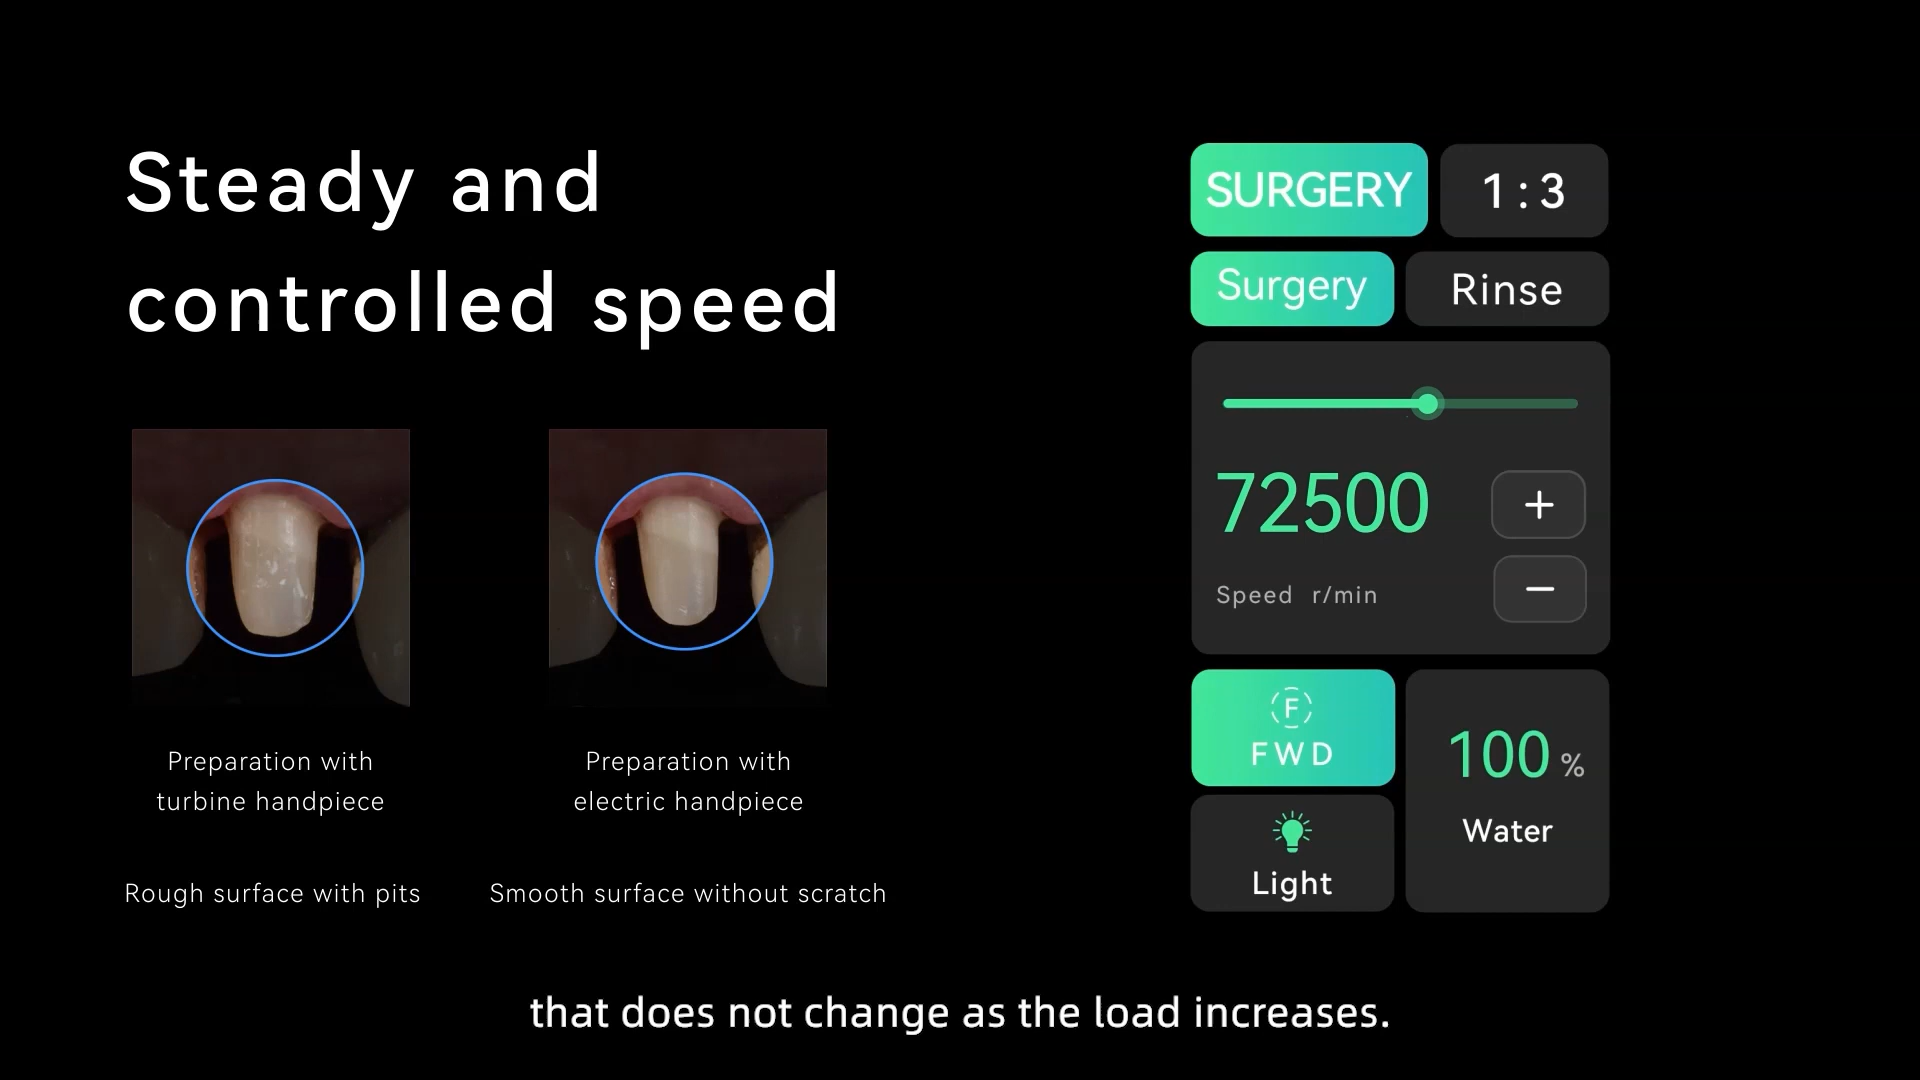 Steady and
controlled speed
Preparation with
turbine handpiece
Rough surface with pits
Preparation with
electric handpiece
Smooth surface without scratch
SURGERY
1:3
Surgery
Rinse
72500
+
Speed r/min
−
F
FWD
Light
100 %
Water
that does not change as the load increases.